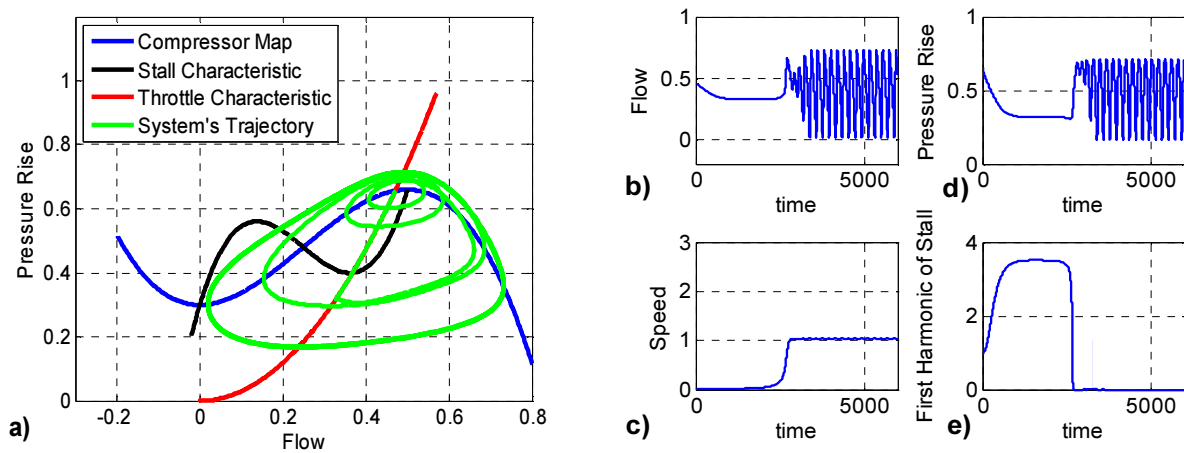 Compressor Map
Stall Characteristic
Throttle Characteristic
System's Trajectory
Pressure Rise
1
0.8
0.6
0.4
0.2
0
-0.2
0
0.2
0.4
0.6
0.8
Flow
a)
Flow
1
0.5
0
0
5000
time
b)
Pressure Rise
1
0.5
0
0
5000
time
d)
Speed
3
2
1
0
0
5000
time
c)
First Harmonic of Stall
4
2
0
0
5000
time
e)